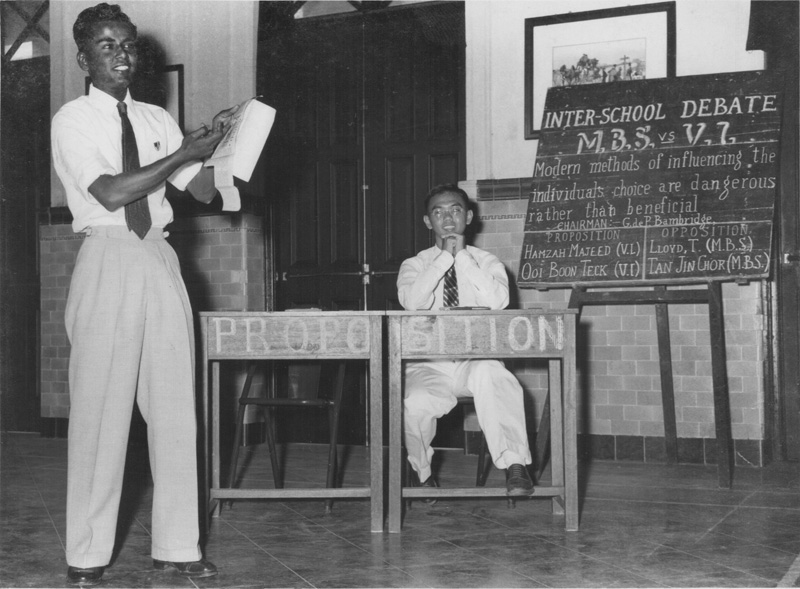 INTER-SCHOOL DEBATE
M.B.S. VS V.I.
Modern methods of influencing the
individuals choice are dangerous
rather than beneficial
CHAIRMAN:- G.de P. Bambridge
PROPOSITION
HAMZAH MAJEED (V.I.)
OOI BOON TECK (V.I)
OPPOSITION.
LLOYD, T. (M.B.S.)
TAN JIN CHOR (M.B.S)
PROPOSITION